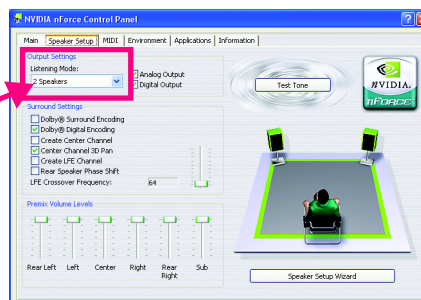 NVIDIA nForce Control Panel
Main Speaker Setup MIDI Environment Applications Information
Output Settings
Listening Mode:
2 Speakers
Analog Output
Digital Output
Test Tone
NVIDIA.
nFORCE
Surround Settings
Dolby® Surround Encoding
Dolby® Digital Encoding
Create Center Channel
Center Channel 3D Pan
Create LFE Channel
Rear Speaker Phase Shift
LFE Crossover Frequency: 64
Premix Volume Levels
Rear Left Left Center Right Rear Right Sub
Speaker Setup Wizard